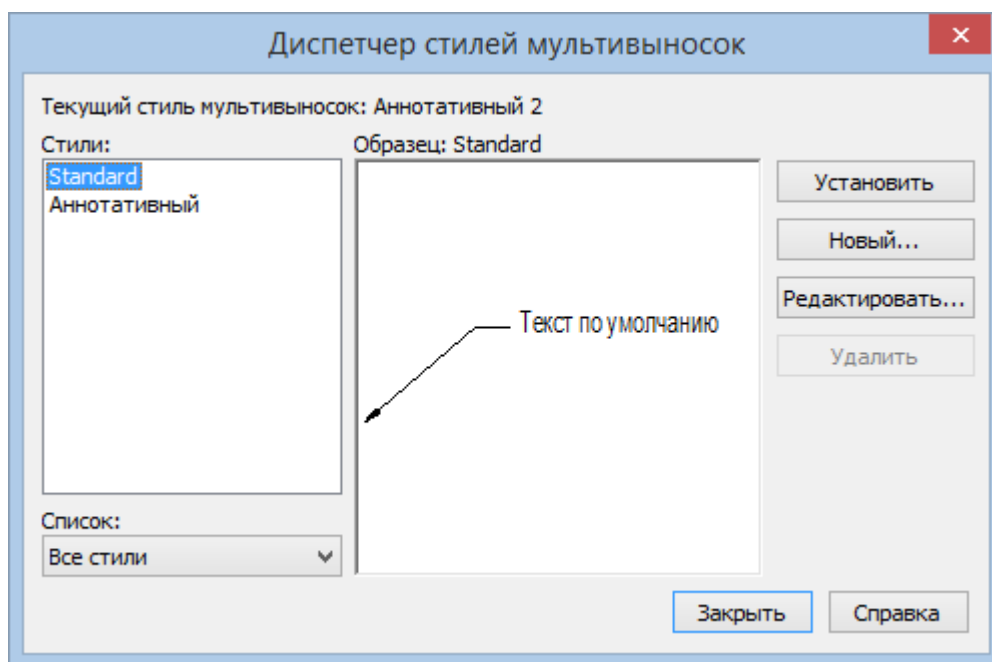 Диспетчер стилей мультивыносок
Текущий стиль мультивыносок: Аннотативный 2
Стили:
Standard
Аннотативный
Список:
Все стили
Образец: Standard
Текст по умолчанию
Установить
Новый...
Редактировать...
Удалить
Закрыть
Справка